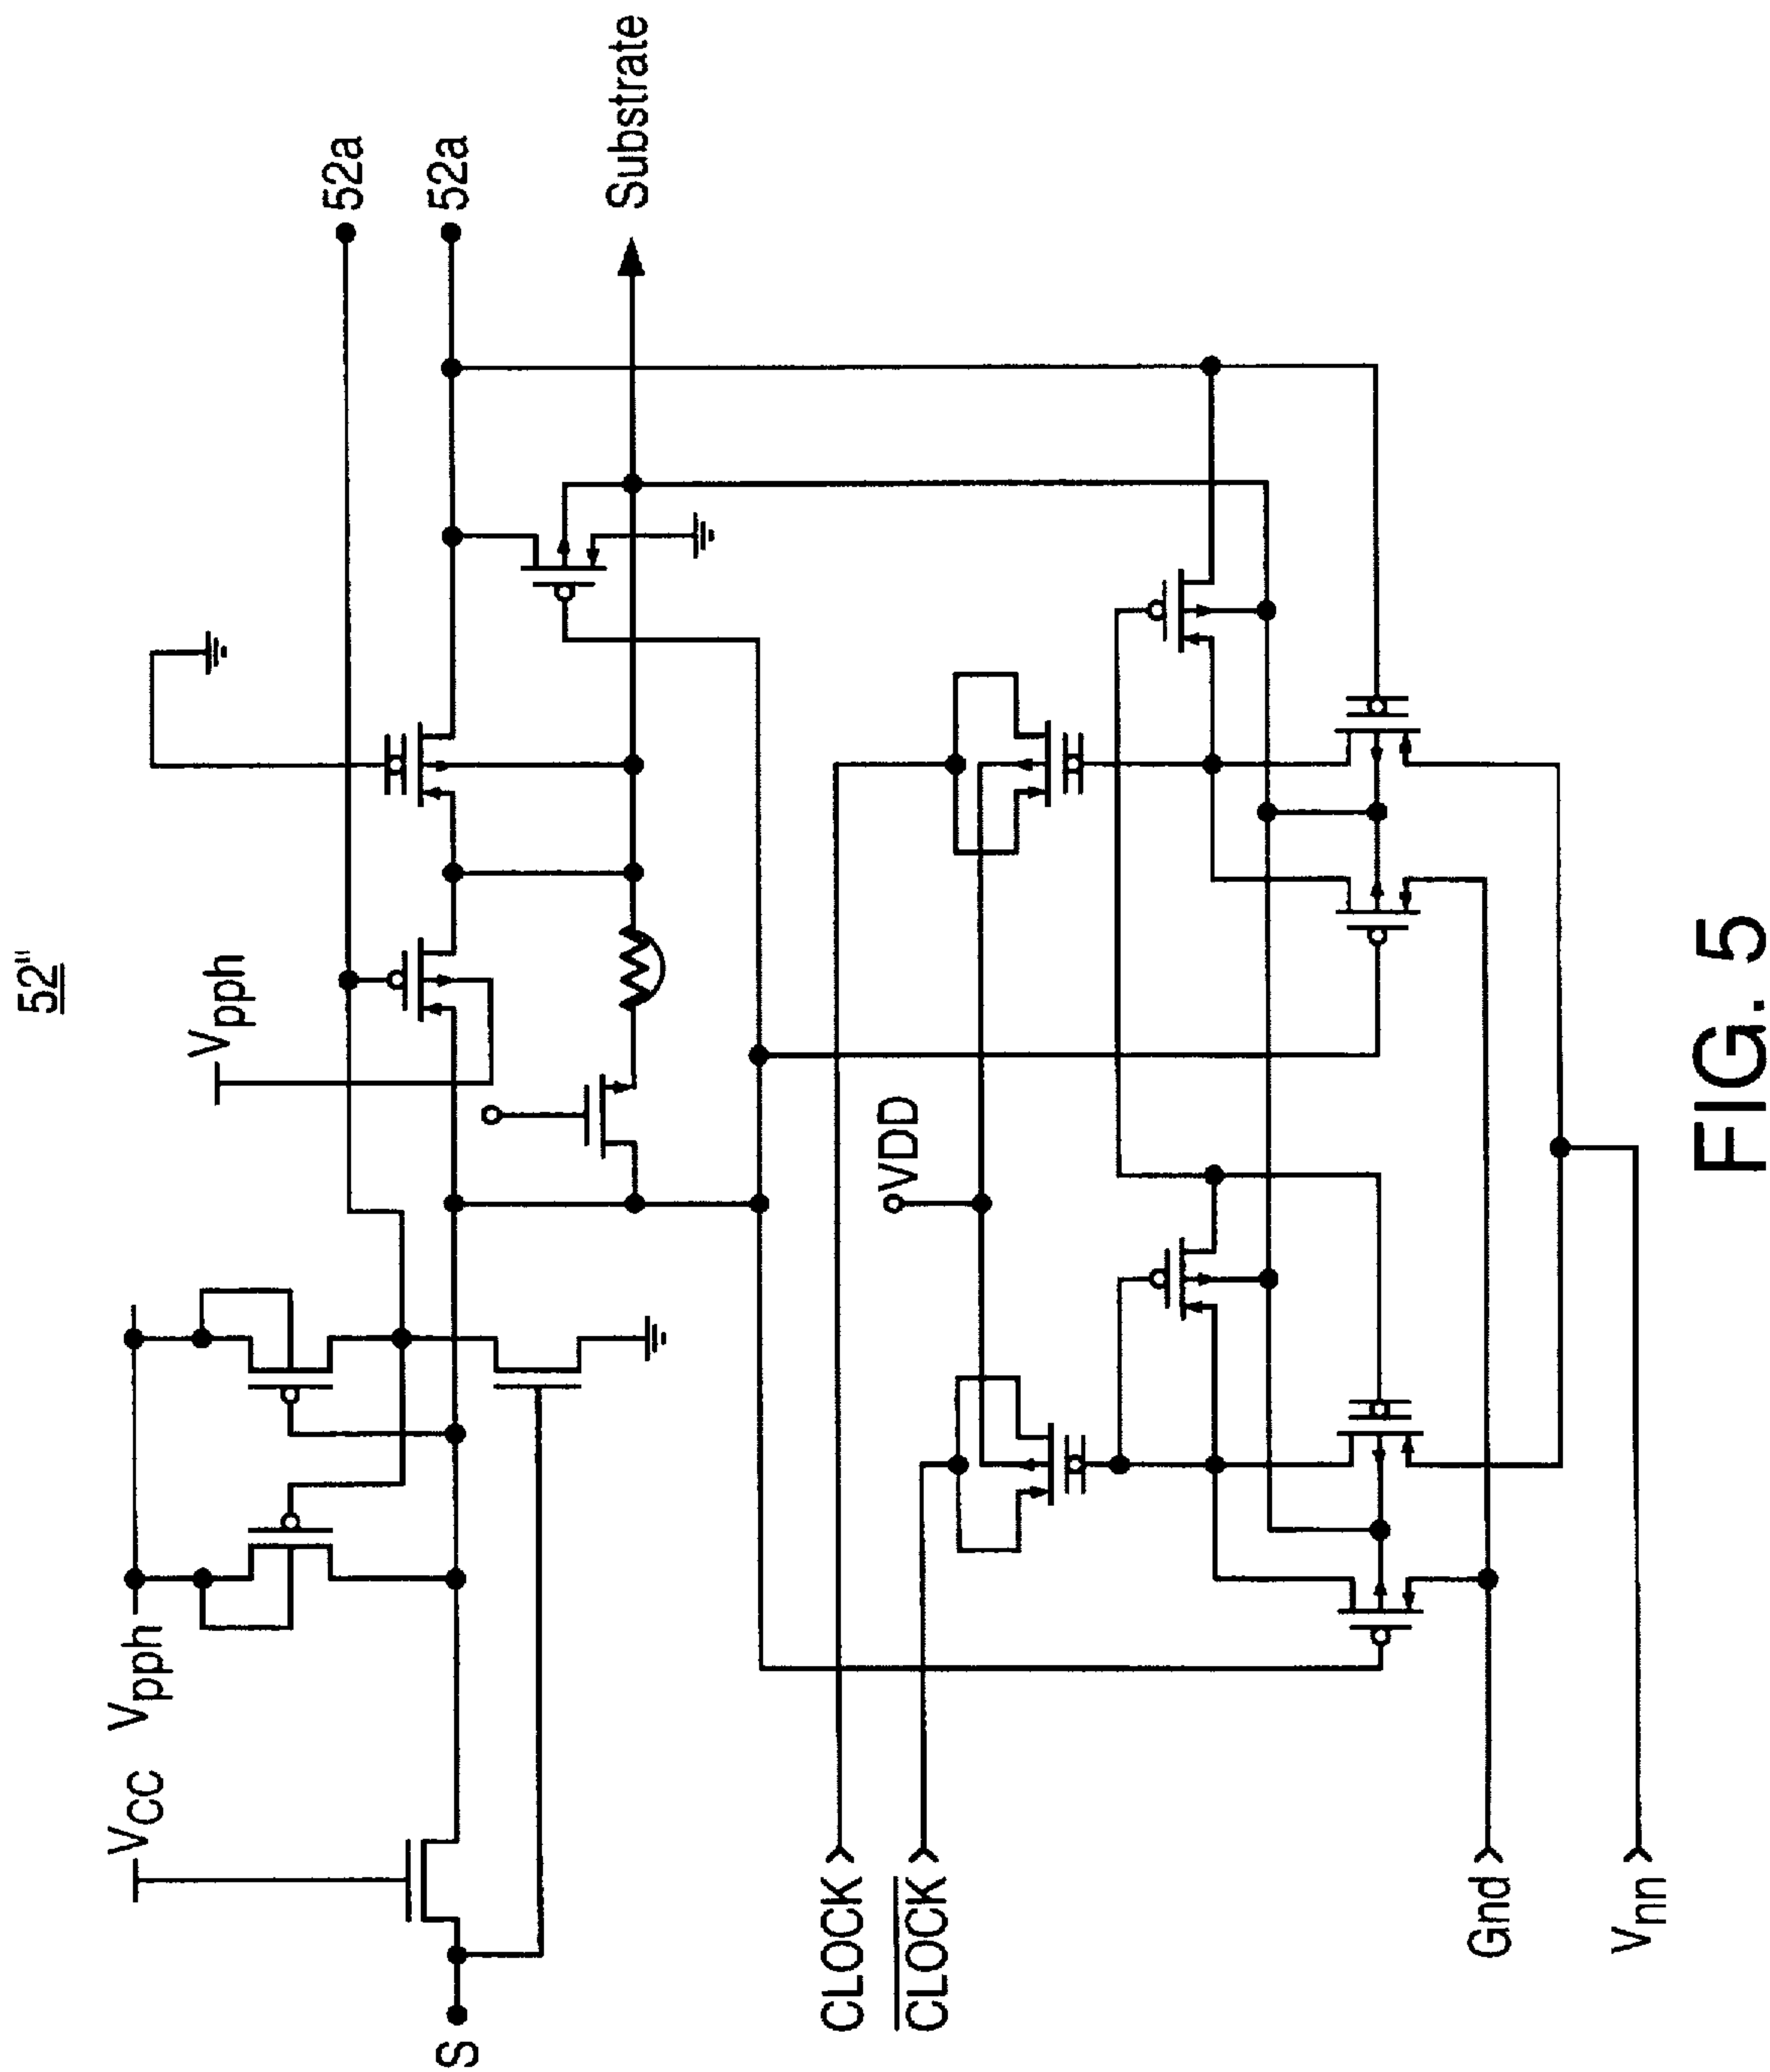 52"
Vcc
Vpph
Vpph
52a
52a
S
Substrate
VDD
CLOCK
CLOCK
Gnd
Vnn
FIG. 5